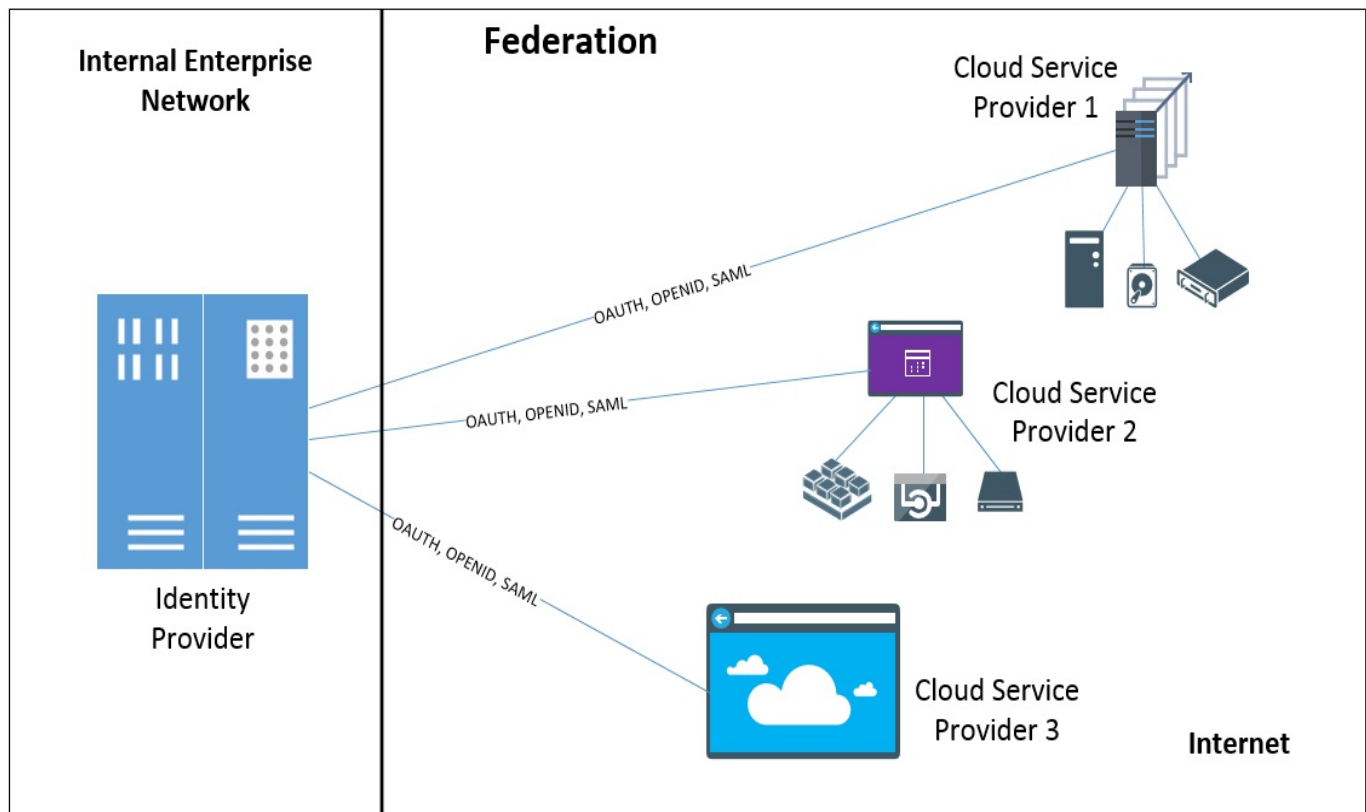 Internal Enterprise
Network
Federation
Cloud Service
Provider 1
OAUTH, OPENID, SAML
OAUTH, OPENID, SAML
Cloud Service
Provider 2
OAUTH, OPENID, SAML
Identity
Provider
Cloud Service
Provider 3
Internet